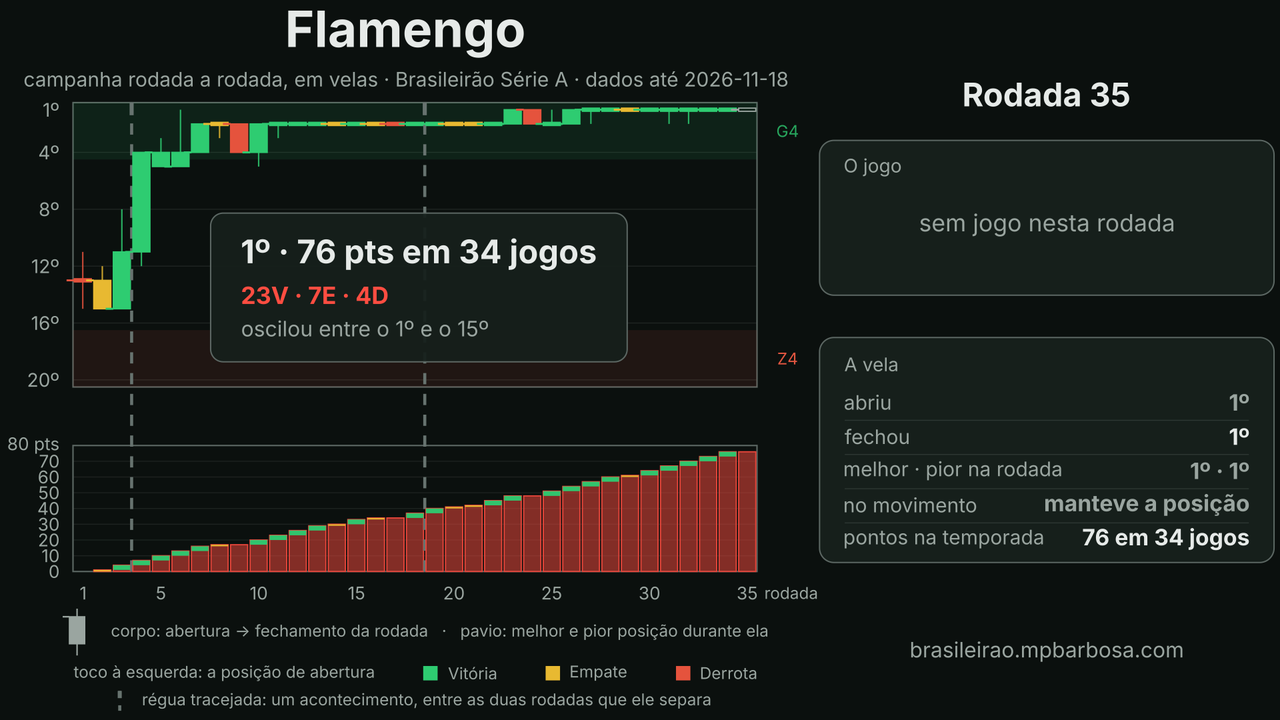 Flamengo
campanha rodada a rodada, em velas · Brasileirão Série A · dados até 2026-11-18
1º
4º
8º
12º
16º
20º
G4
Z4
1º · 76 pts em 34 jogos
23V · 7E · 4D
oscilou entre o 1º e o 15º
80 pts
70
60
50
40
30
20
10
0
1 5 10 15 20 25 30 35 rodada
corpo: abertura → fechamento da rodada · pavio: melhor e pior posição durante ela
toco à esquerda: a posição de abertura Vitória Empate Derrota
régua tracejada: um acontecimento, entre as duas rodadas que ele separa
Rodada 35
O jogo
sem jogo nesta rodada
A vela
abriu 1º
fechou 1º
melhor · pior na rodada 1º · 1º
no movimento manteve a posição
pontos na temporada 76 em 34 jogos
brasileirao.mpbarbosa.com